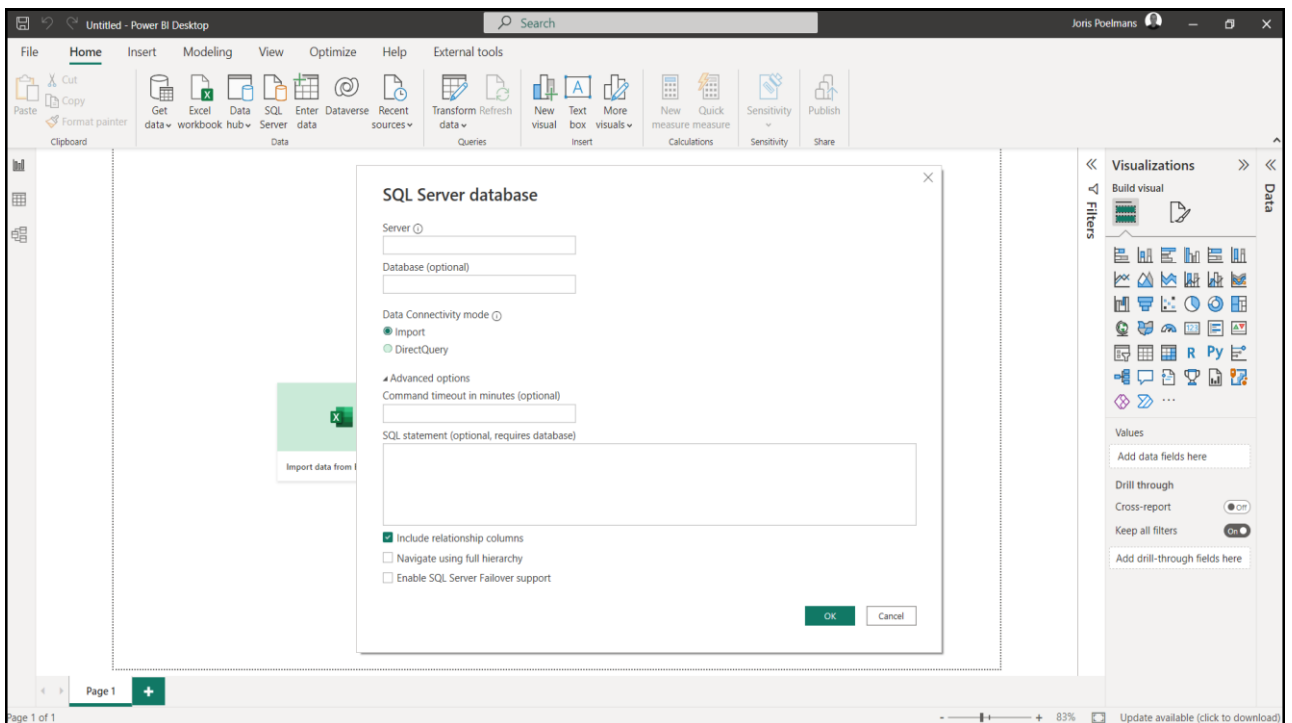 Untitled - Power BI Desktop
Search
Joris Poelmans
File Home Insert Modeling View Optimize Help External tools
Paste
Cut
Copy
Format painter
Clipboard
Get data
Excel workbook
Data hub
SQL Server
Enter data
Dataverse
Recent sources
Data
Transform data
Refresh
Queries
New visual
Text box
More visuals
Insert
New measure
Quick measure
Calculations
Sensitivity
Sensitivity
Publish
Share
Import data from
SQL Server database
Server
Database (optional)
Data Connectivity mode
Import
DirectQuery
Advanced options
Command timeout in minutes (optional)
SQL statement (optional, requires database)
Include relationship columns
Navigate using full hierarchy
Enable SQL Server Failover support
OK
Cancel
Filters
Visualizations
Build visual
123
R Py
Values
Add data fields here
Drill through
Cross-report
Off
Keep all filters
On
Add drill-through fields here
Data
Page 1
Page 1 of 1
83%
Update available (click to download)